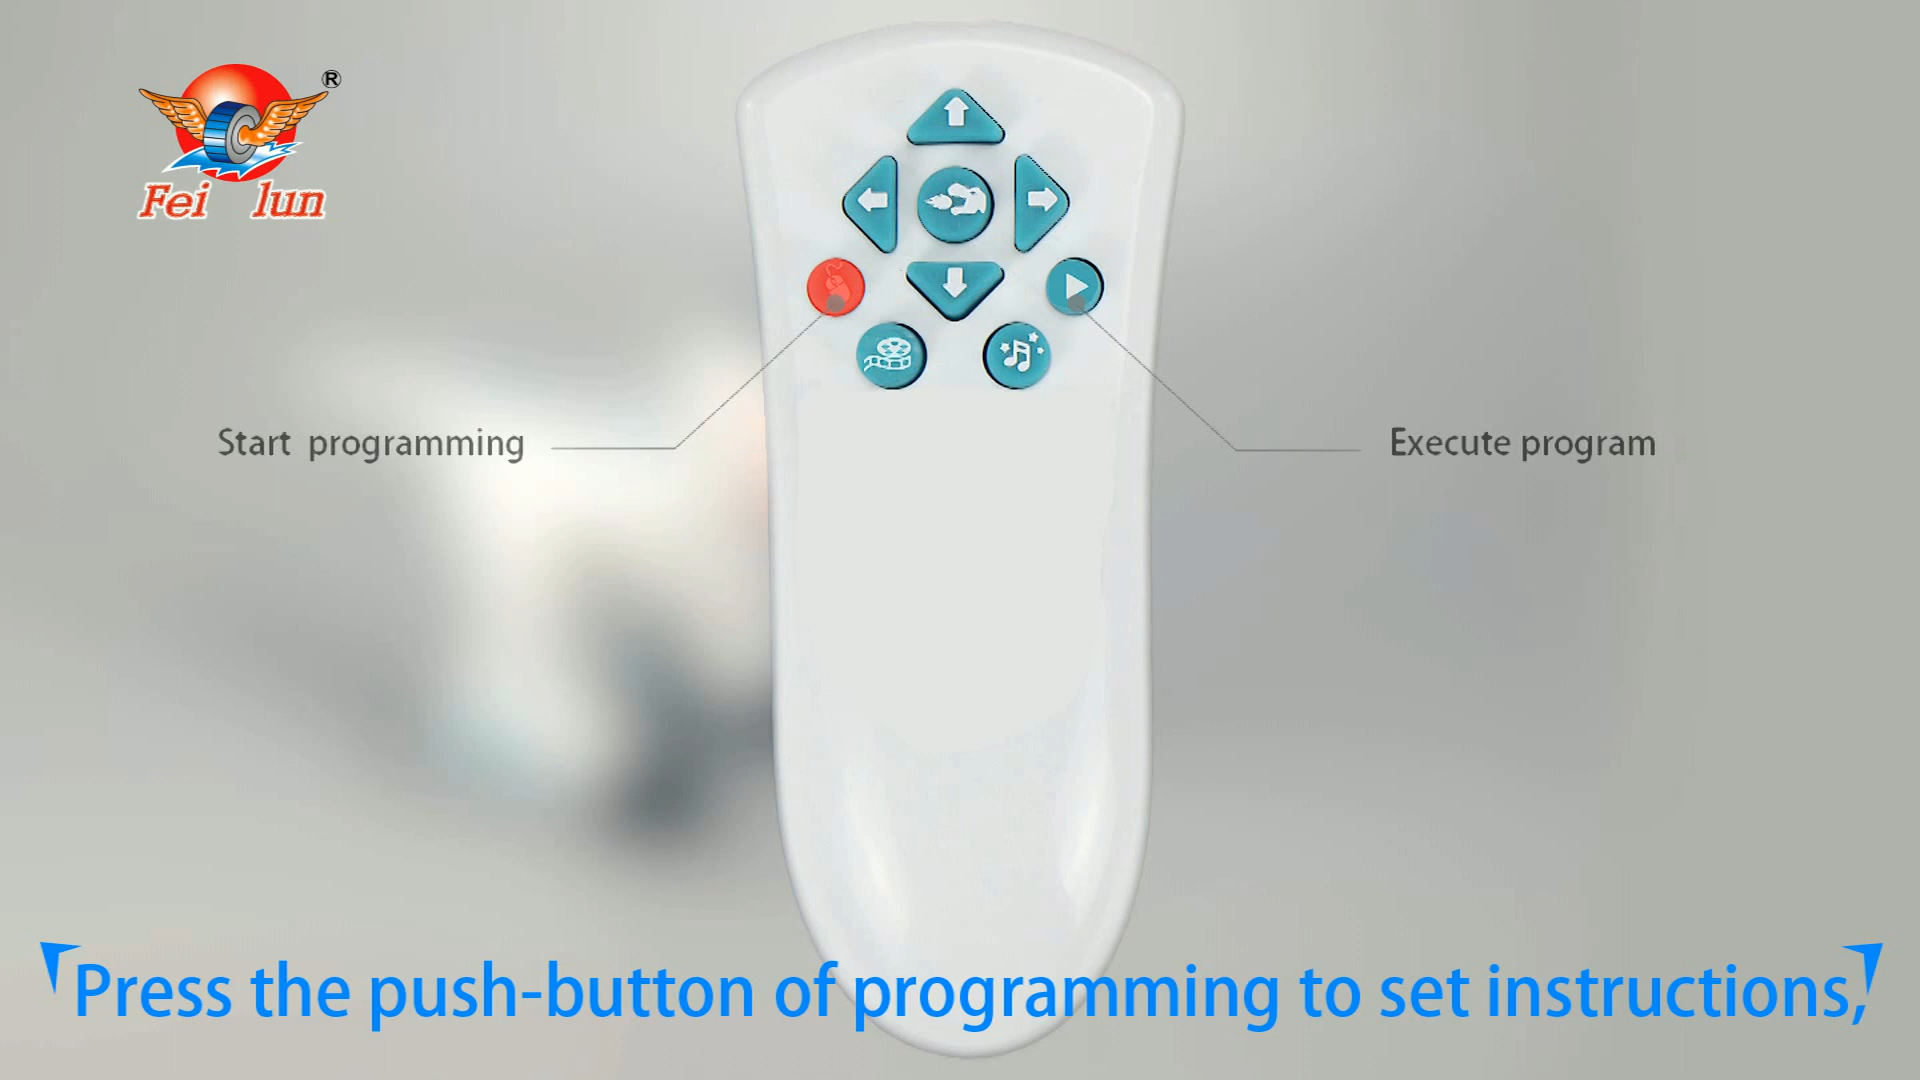 ®
Fei lun
Start programming
Execute program
Press the push-button of programming to set instructions,